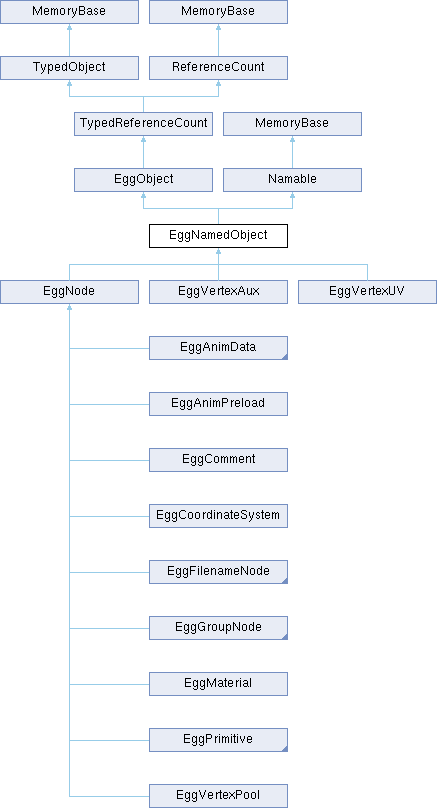 MemoryBase
MemoryBase
TypedObject
ReferenceCount
TypedReferenceCount
MemoryBase
EggObject
Namable
EggNamedObject
EggNode
EggVertexAux
EggVertexUV
EggAnimData
EggAnimPreload
EggComment
EggCoordinateSystem
EggFilenameNode
EggGroupNode
EggMaterial
EggPrimitive
EggVertexPool